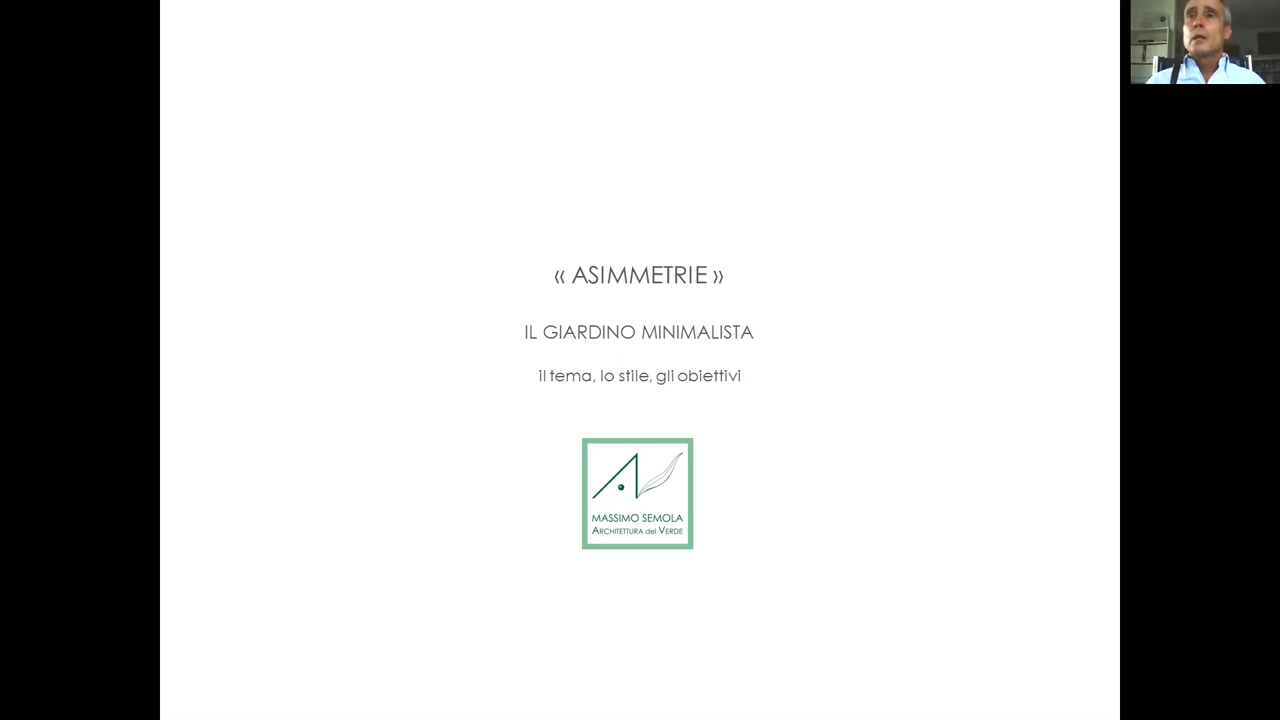 « ASIMMETRIE »
IL GIARDINO MINIMALISTA
il tema, lo stile, gli obiettivi
MASSIMO SEMOLA
ARCHITETTURA del VERDE